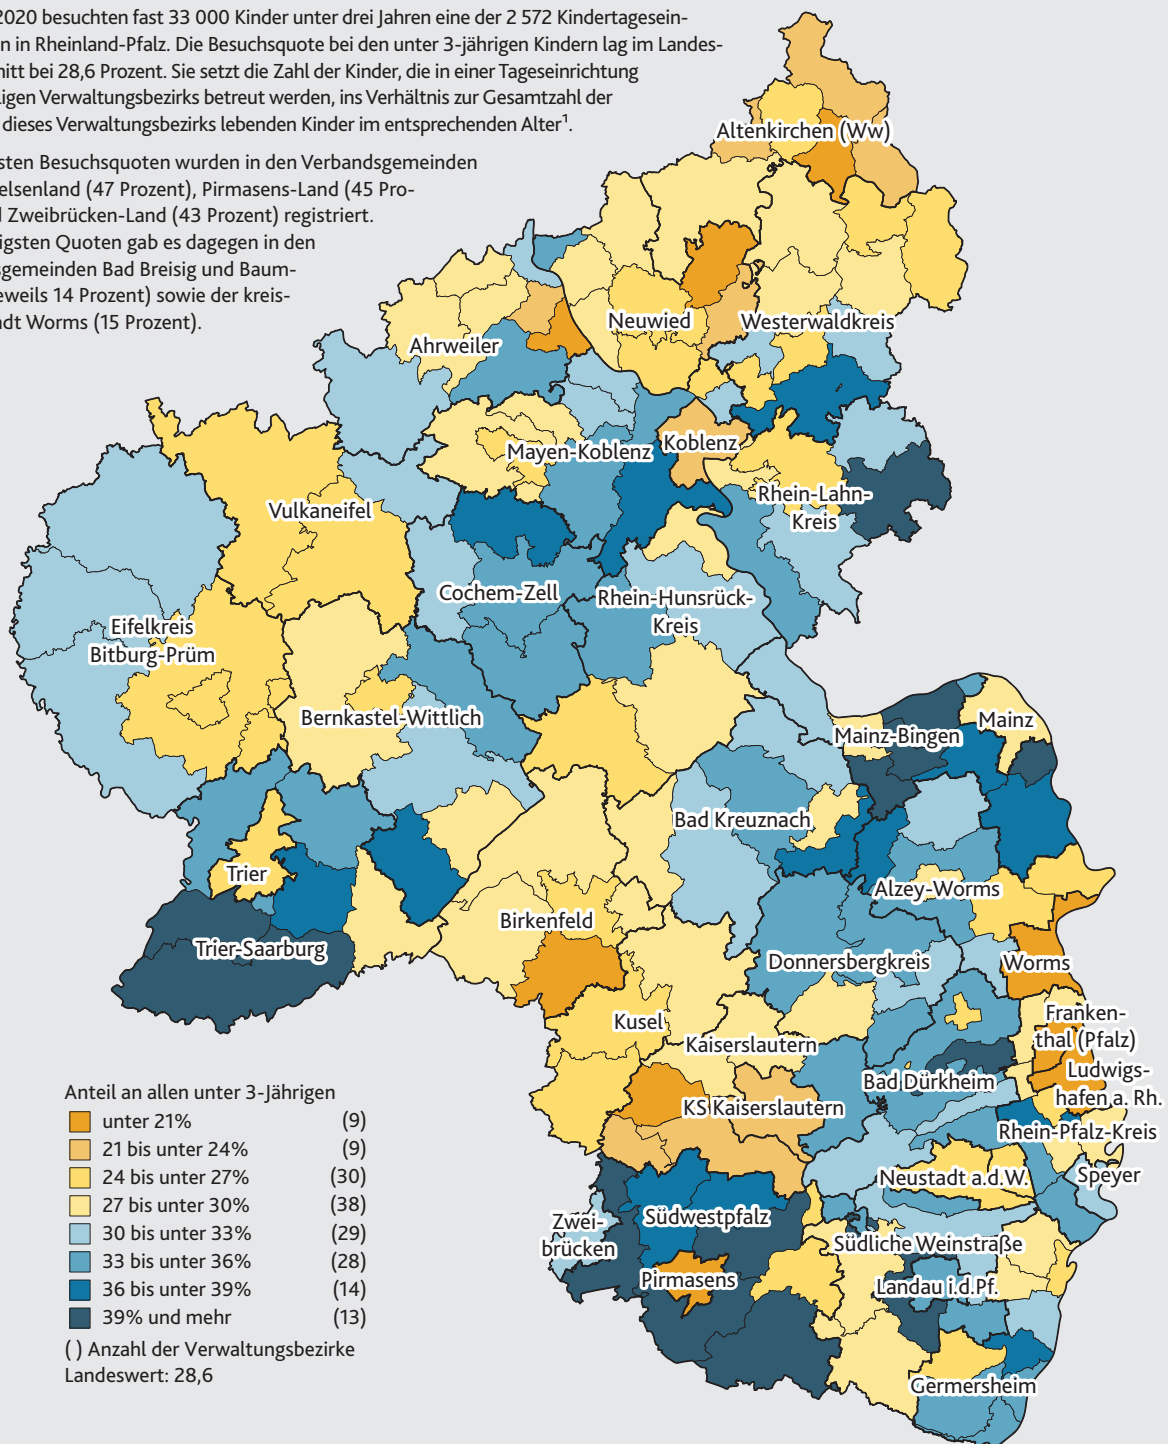 2020 besuchten fast 33 000 Kinder unter drei Jahren eine der 2 572 Kindertagesein-
n in Rheinland-Pfalz. Die Besuchsquote bei den unter 3-jährigen Kindern lag im Landes-
nitt bei 28,6 Prozent. Sie setzt die Zahl der Kinder, die in einer Tageseinrichtung
ligen Verwaltungsbezirks betreut werden, ins Verhältnis zur Gesamtzahl der
dieses Verwaltungsbezirks lebenden Kinder im entsprechenden Alter¹.
sten Besuchsquoten wurden in den Verbandsgemeinden
elsenland (47 Prozent), Pirmasens-Land (45 Pro-
d Zweibrücken-Land (43 Prozent) registriert.
igsten Quoten gab es dagegen in den
sgemeinden Bad Breisig und Baum-
eweils 14 Prozent) sowie der kreis-
dt Worms (15 Prozent).
Altenkirchen (Ww)
Neuwied
Westerwaldkreis
Ahrweiler
Koblenz
Mayen-Koblenz
Rhein-Lahn-
Kreis
Vulkaneifel
Cochem-Zell
Rhein-Hunsrück-
Kreis
Eifelkreis
Bitburg-Prüm
Bernkastel-Wittlich
Mainz
Mainz-Bingen
Bad Kreuznach
Trier
Alzey-Worms
Birkenfeld
Trier-Saarburg
Donnersbergkreis
Worms
Kusel
Franken-
thal (Pfalz)
Kaiserslautern
Ludwigs-
hafen a. Rh.
Bad Dürkheim
KS Kaiserslautern
Rhein-Pfalz-Kreis
Neustadt a.d.W.
Speyer
Südwestpfalz
Zwei-
brücken
Südliche Weinstraße
Pirmasens
Landau i.d.Pf.
Germersheim
Anteil an allen unter 3-Jährigen
unter 21% (9)
21 bis unter 24% (9)
24 bis unter 27% (30)
27 bis unter 30% (38)
30 bis unter 33% (29)
33 bis unter 36% (28)
36 bis unter 39% (14)
39% und mehr (13)
( ) Anzahl der Verwaltungsbezirke
Landeswert: 28,6